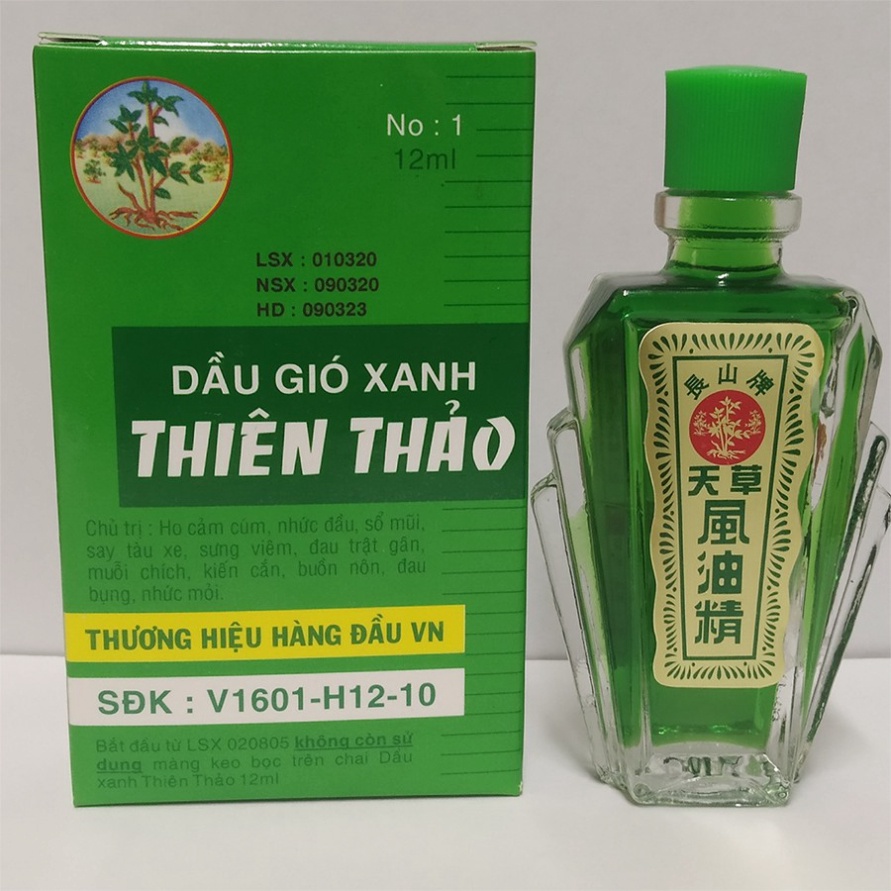 No : 1
12ml
LSX : 010320
NSX : 090320
HD : 090323
DẦU GIÓ XANH
THIÊN THẢO
Chủ trị : Ho cảm cúm, nhức đầu, sổ mũi,
say tàu xe, sưng viêm, đau trật gân,
muỗi chích, kiến cắn, buồn nôn, đau
bụng, nhức mỏi.
THƯƠNG HIỆU HÀNG ĐẦU VN
SĐK : V1601-H12-10
Bắt đầu từ LSX 020805 không còn sử
dụng màng keo bọc trên chai Dầu
xanh Thiên Thảo 12ml
長山牌
天草
風油精